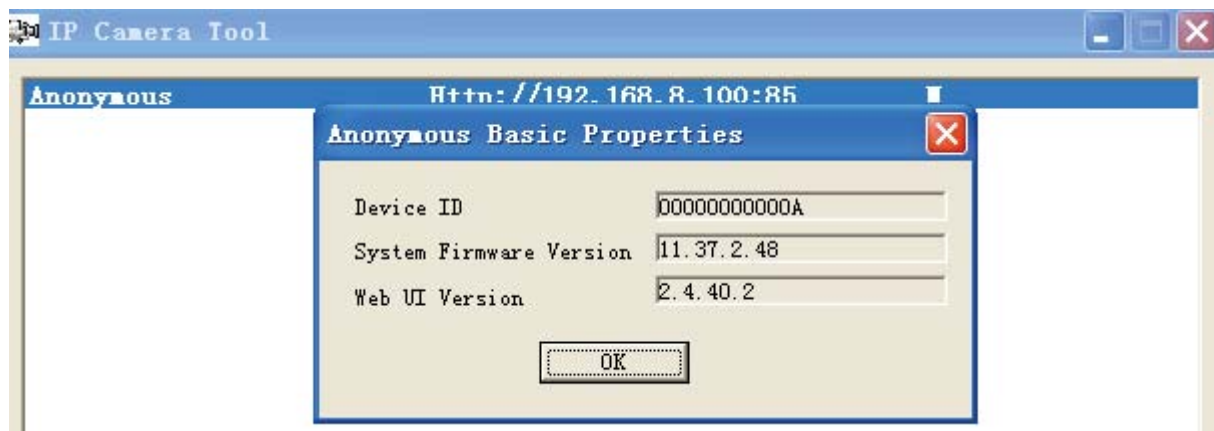 IP Camera Tool
Anonymous Http://192.168.8.100:85
Anonymous Basic Properties
Device ID 00000000000A
System Firmware Version 11.37.2.48
Web UI Version 2.4.40.2
OK